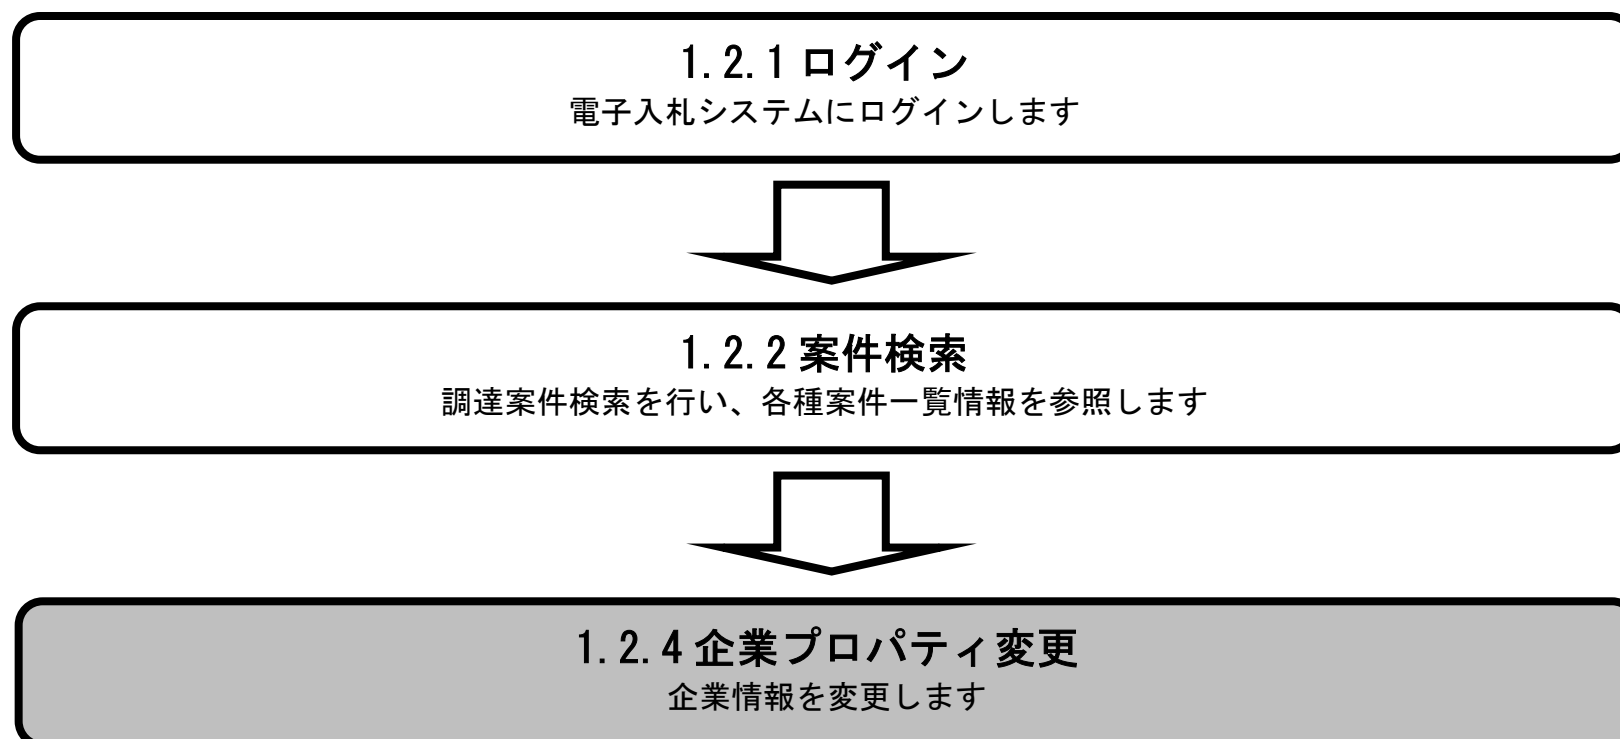 1.2.1 ログイン
電子入札システムにログインします
1.2.2 案件検索
調達案件検索を行い、各種案件一覧情報を参照します
1.2.4 企業プロパティ変更
企業情報を変更します